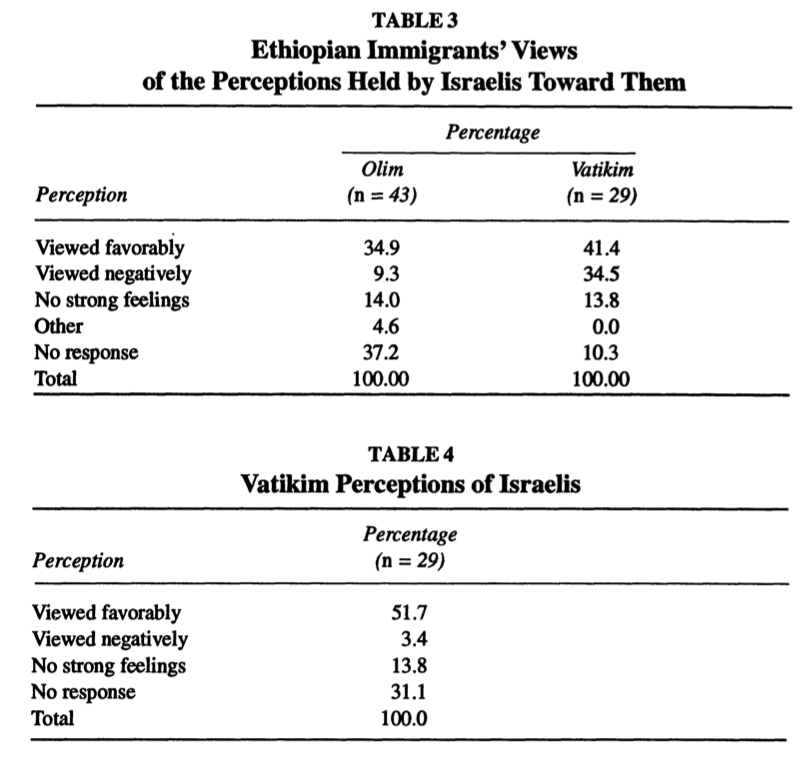 TABLE 3
Ethiopian Immigrants' Views
of the Perceptions Held by Israelis Toward Them
Percentage
Olim Vatikim
Perception (n = 43) (n = 29)
Viewed favorably 34.9 41.4
Viewed negatively 9.3 34.5
No strong feelings 14.0 13.8
Other 4.6 0.0
No response 37.2 10.3
Total 100.00 100.00
TABLE 4
Vatikim Perceptions of Israelis
Percentage
Perception (n = 29)
Viewed favorably 51.7
Viewed negatively 3.4
No strong feelings 13.8
No response 31.1
Total 100.0